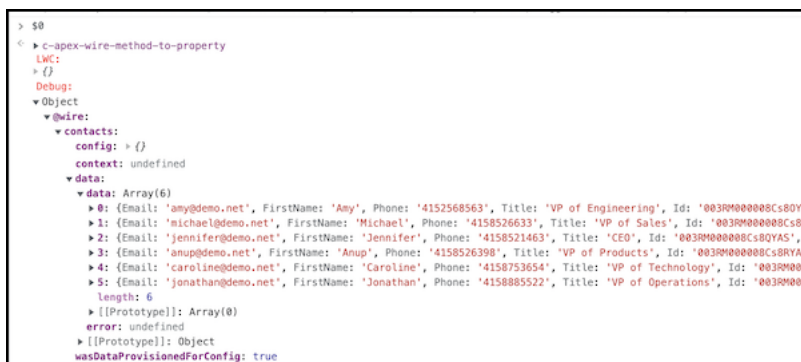 > $0
c-apex-wire-method-to-property
LWC:
{}
Debug:
Object
@wire:
contacts:
config: {}
context: undefined
data:
data: Array(6)
0: {Email: 'amy@demo.net', FirstName: 'Amy', Phone: '4152568563', Title: 'VP of Engineering', Id: '003RM000008Cs8OY
1: {Email: 'michael@demo.net', FirstName: 'Michael', Phone: '4158526633', Title: 'VP of Sales', Id: '003RM000008Cs8
2: {Email: 'jennifer@demo.net', FirstName: 'Jennifer', Phone: '4158521463', Title: 'CEO', Id: '003RM000008Cs8QYAS',
3: {Email: 'anup@demo.net', FirstName: 'Anup', Phone: '4158526398', Title: 'VP of Products', Id: '003RM000008Cs8RYA
4: {Email: 'caroline@demo.net', FirstName: 'Caroline', Phone: '4158753654', Title: 'VP of Technology', Id: '003RM00
5: {Email: 'jonathan@demo.net', FirstName: 'Jonathan', Phone: '4158885522', Title: 'VP of Operations', Id: '003RM00
length: 6
[[Prototype]]: Array(0)
error: undefined
[[Prototype]]: Object
wasDataProvisionedForConfig: true